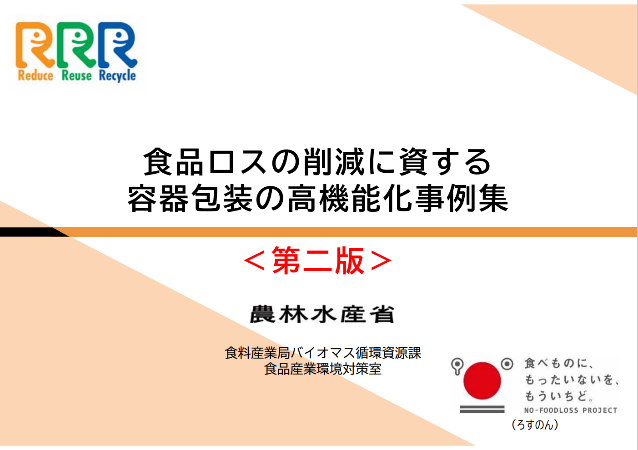 RRR
Reduce Reuse Recycle
食品ロスの削減に資する
容器包装の高機能化事例集
＜第二版＞
農林水産省
食料産業局バイオマス循環資源課
食品産業環境対策室
食べものに、
もったいないを、
もういちど。
NO-FOODLOSS PROJECT
（ろすのん）